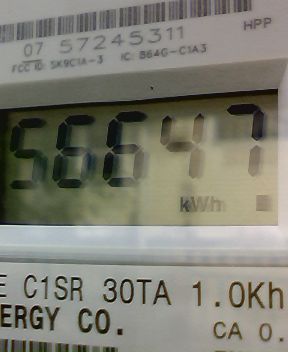 HPP
07 57245311
FCC ID: SK9C1A-3 IC: B64G-C1A3
56647
kWh
E C1SR 30TA 1.0Kh
ERGY CO.
CA 0.